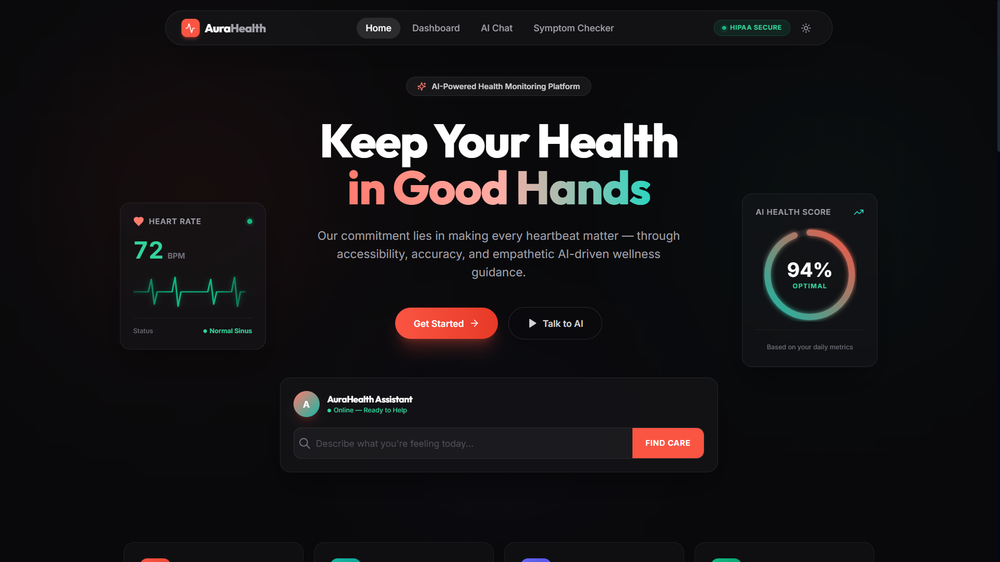 AuraHealth
Home
Dashboard
AI Chat
Symptom Checker
HIPAA SECURE
AI-Powered Health Monitoring Platform
Keep Your Health
in Good Hands
Our commitment lies in making every heartbeat matter — through
accessibility, accuracy, and empathetic AI-driven wellness
guidance.
Get Started
Talk to AI
HEART RATE
72 BPM
Status
Normal Sinus
AI HEALTH SCORE
94%
OPTIMAL
Based on your daily metrics
A
AuraHealth Assistant
Online — Ready to Help
Describe what you're feeling today...
FIND CARE